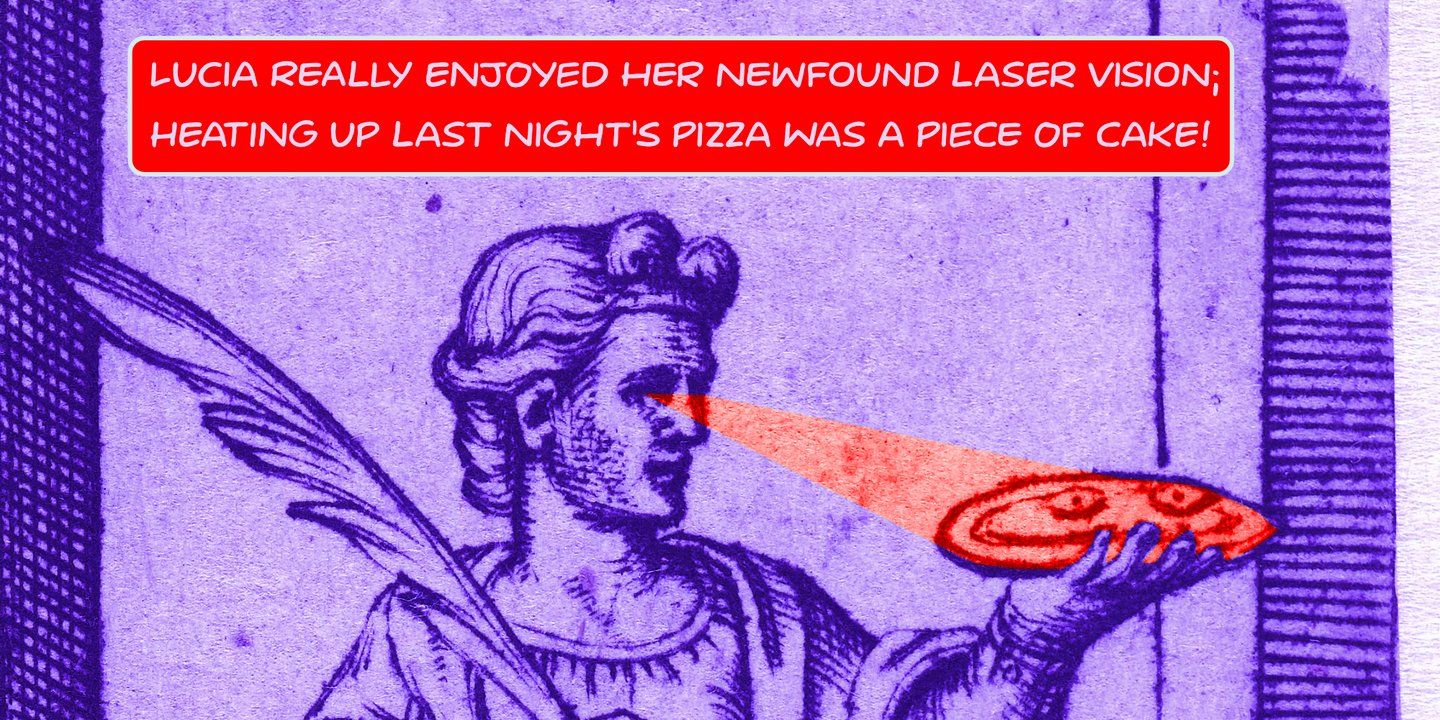 LUCIA REALLY ENJOYED HER NEWFOUND LASER VISION;
HEATING UP LAST NIGHT'S PIZZA WAS A PIECE OF CAKE!